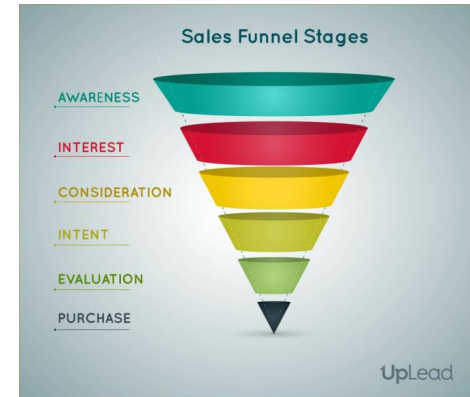 Sales Funnel Stages
AWARENESS
INTEREST
CONSIDERATION
INTENT
EVALUATION
PURCHASE
UpLead